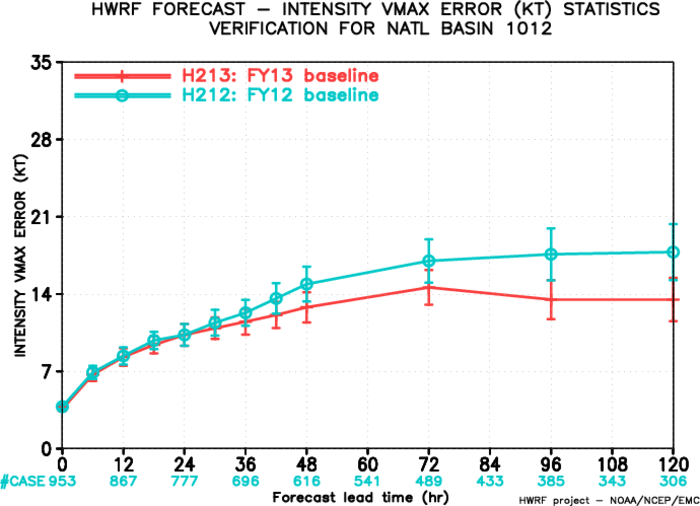 HWRF FORECAST – INTENSITY VMAX ERROR (KT) STATISTICS
VERIFICATION FOR NATL BASIN 1012
H213: FY13 baseline
H212: FY12 baseline
INTENSITY VMAX ERROR (KT)
35
28
21
14
7
0
0 12 24 36 48 60 72 84 96 108 120
#CASE 953 867 777 696 616 541 489 433 385 343 306
Forecast lead time (hr)
HWRF project – NOAA/NCEP/EMC